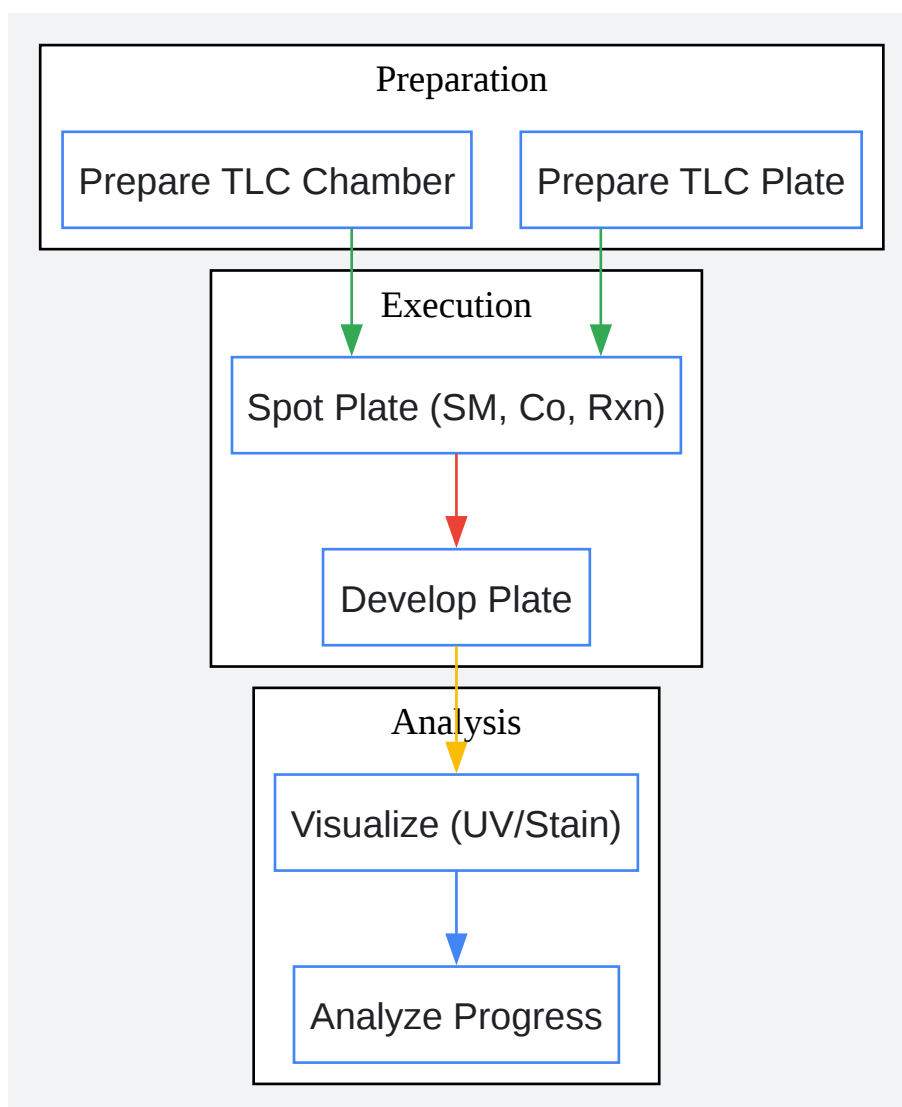 Preparation
Prepare TLC Chamber
Prepare TLC Plate
Execution
Spot Plate (SM, Co, Rxn)
Develop Plate
Analysis
Visualize (UV/Stain)
Analyze Progress